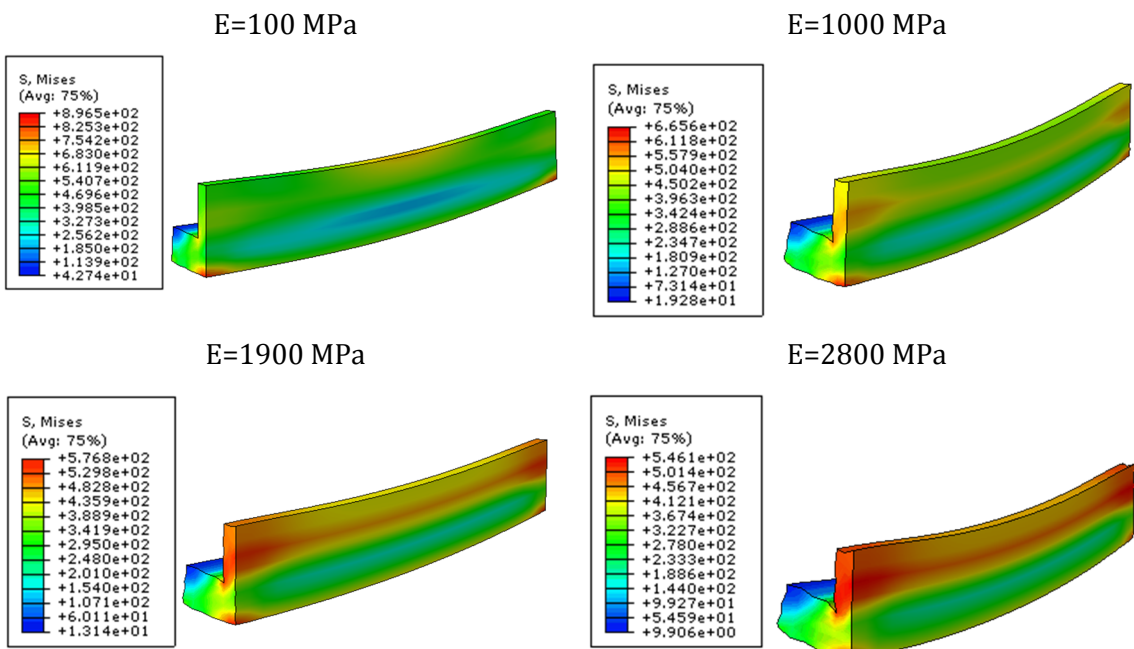 E=100 MPa
S, Mises
(Avg: 75%)
+8.965e+02
+8.253e+02
+7.542e+02
+6.830e+02
+6.119e+02
+5.407e+02
+4.696e+02
+3.985e+02
+3.273e+02
+2.562e+02
+1.850e+02
+1.139e+02
+4.274e+01
E=1000 MPa
S, Mises
(Avg: 75%)
+6.656e+02
+6.118e+02
+5.579e+02
+5.040e+02
+4.502e+02
+3.963e+02
+3.424e+02
+2.886e+02
+2.347e+02
+1.809e+02
+1.270e+02
+7.314e+01
+1.928e+01
E=1900 MPa
S, Mises
(Avg: 75%)
+5.768e+02
+5.298e+02
+4.828e+02
+4.359e+02
+3.889e+02
+3.419e+02
+2.950e+02
+2.480e+02
+2.010e+02
+1.540e+02
+1.071e+02
+6.011e+01
+1.314e+01
E=2800 MPa
S, Mises
(Avg: 75%)
+5.461e+02
+5.014e+02
+4.567e+02
+4.121e+02
+3.674e+02
+3.227e+02
+2.780e+02
+2.333e+02
+1.886e+02
+1.440e+02
+9.927e+01
+5.459e+01
+9.906e+00